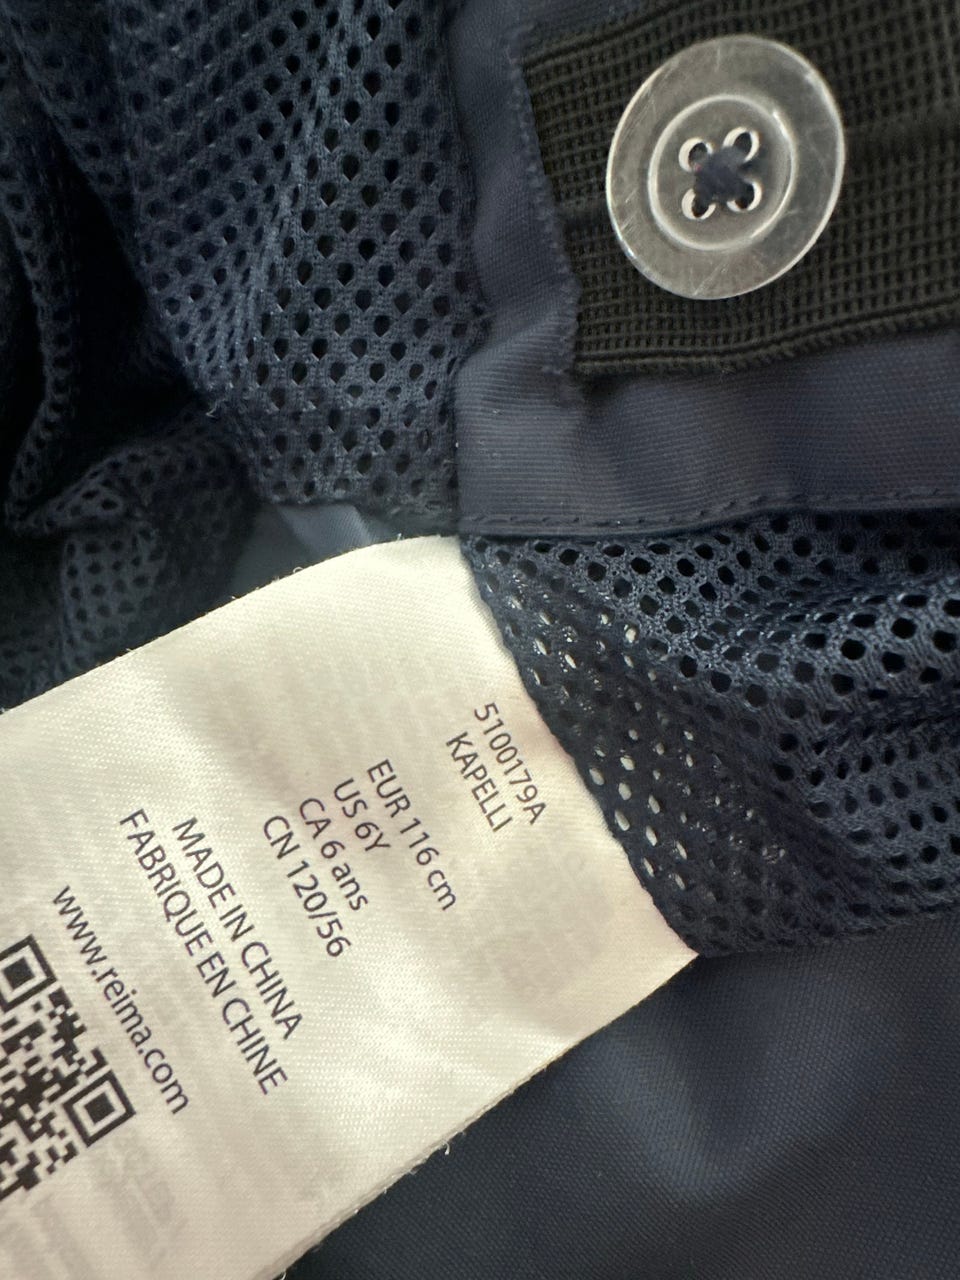 5100179A
KAPELLI
EUR 116 cm
US 6Y
CA 6 ans
CN 120/56
MADE IN CHINA
FABRIQUE EN CHINE
www.reima.com